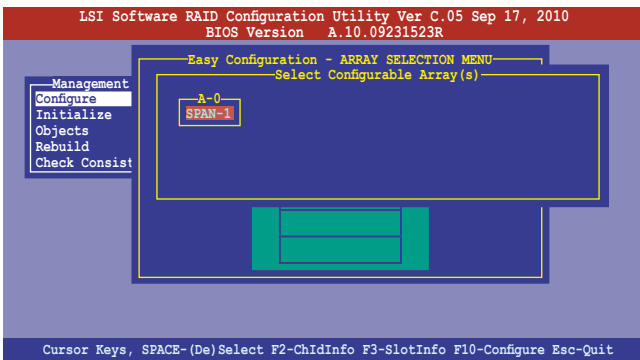 LSI Software RAID Configuration Utility Ver C.05 Sep 17, 2010
BIOS Version A.10.09231523R
Easy Configuration - ARRAY SELECTION MENU
Select Configurable Array(s)
Management
Configure
Initialize
Objects
Rebuild
Check Consist
A-0
SPAN-1
Cursor Keys, SPACE-(De)Select F2-ChIdInfo F3-SlotInfo F10-Configure Esc-Quit